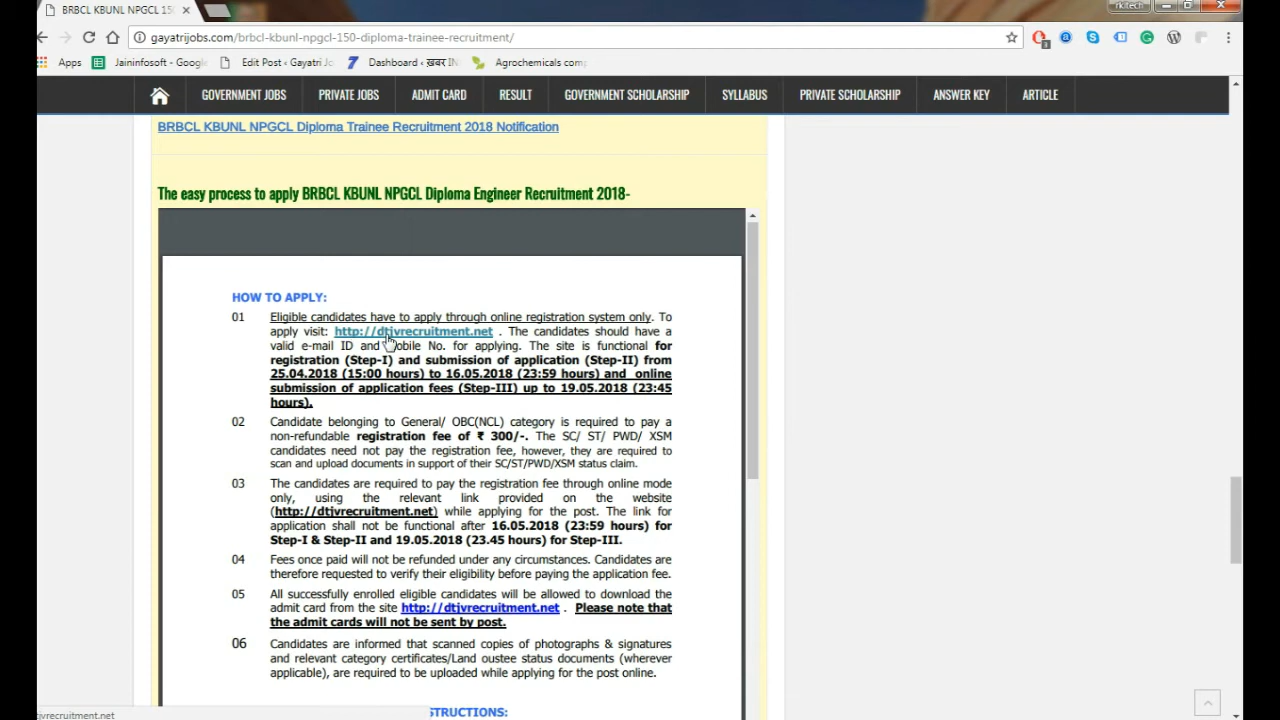 BRBCL KBUNL NPGCL 150
rkitech
gayatrijobs.com/brbcl-kbunl-npgcl-150-diploma-trainee-recruitment/
Apps Jaininfosoft - Goog Edit Post ‹ Gayatri Jo Dashboard ‹ ख़बर IN Agrochemicals com
GOVERNMENT JOBS PRIVATE JOBS ADMIT CARD RESULT GOVERNMENT SCHOLARSHIP SYLLABUS PRIVATE SCHOLARSHIP ANSWER KEY ARTICLE
BRBCL KBUNL NPGCL Diploma Trainee Recruitment 2018 Notification
The easy process to apply BRBCL KBUNL NPGCL Diploma Engineer Recruitment 2018-
HOW TO APPLY:
01 Eligible candidates have to apply through online registration system only. To
apply visit: http://dtjvrecruitment.net . The candidates should have a
valid e-mail ID and Mobile No. for applying. The site is functional for
registration (Step-I) and submission of application (Step-II) from
25.04.2018 (15:00 hours) to 16.05.2018 (23:59 hours) and online
submission of application fees (Step-III) up to 19.05.2018 (23:45
hours).
02 Candidate belonging to General/ OBC(NCL) category is required to pay a
non-refundable registration fee of ₹ 300/-. The SC/ ST/ PWD/ XSM
candidates need not pay the registration fee, however, they are required to
scan and upload documents in support of their SC/ST/PWD/XSM status claim.
03 The candidates are required to pay the registration fee through online mode
only, using the relevant link provided on the website
(http://dtjvrecruitment.net) while applying for the post. The link for
application shall not be functional after 16.05.2018 (23:59 hours) for
Step-I & Step-II and 19.05.2018 (23.45 hours) for Step-III.
04 Fees once paid will not be refunded under any circumstances. Candidates are
therefore requested to verify their eligibility before paying the application fee.
05 All successfully enrolled eligible candidates will be allowed to download the
admit card from the site http://dtjvrecruitment.net . Please note that
the admit cards will not be sent by post.
06 Candidates are informed that scanned copies of photographs & signatures
and relevant category certificates/Land oustee status documents (wherever
applicable), are required to be uploaded while applying for the post online.
STRUCTIONS:
tjvrecruitment.net